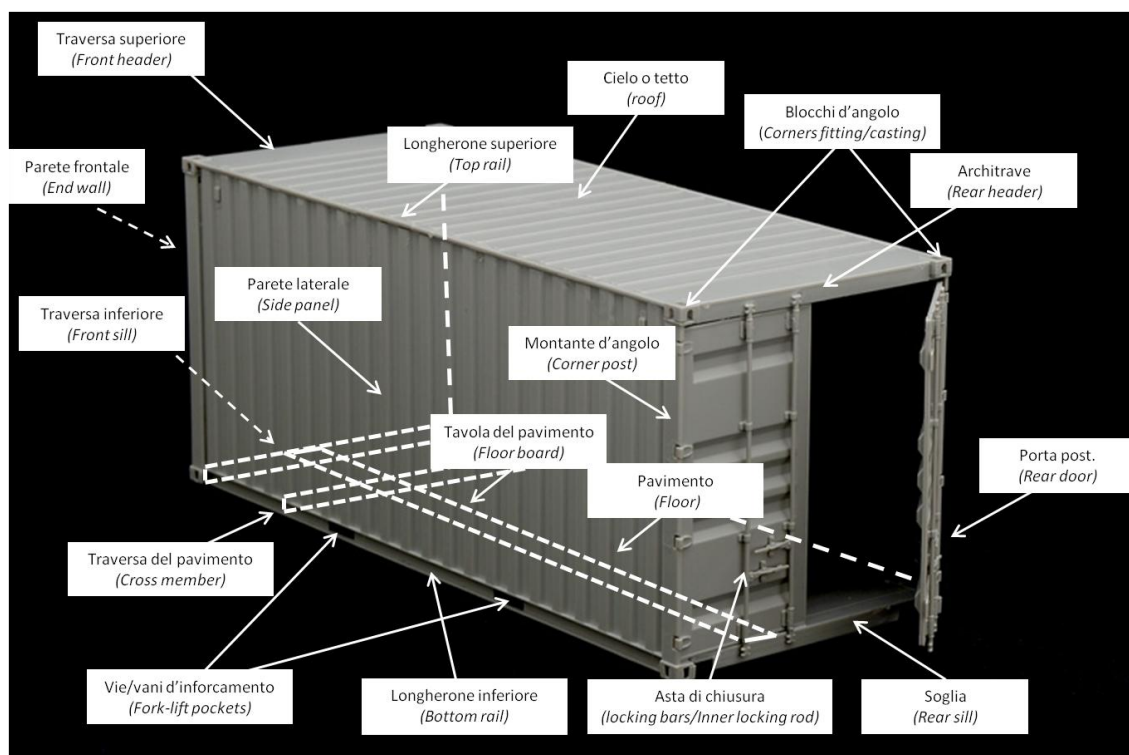 Traversa superiore
(Front header)
Cielo o tetto
(roof)
Blocchi d'angolo
(Corners fitting/casting)
Longherone superiore
(Top rail)
Parete frontale
(End wall)
Architrave
(Rear header)
Parete laterale
(Side panel)
Traversa inferiore
(Front sill)
Montante d'angolo
(Corner post)
Tavola del pavimento
(Floor board)
Porta post.
(Rear door)
Pavimento
(Floor)
Traversa del pavimento
(Cross member)
Vie/vani d'inforcamento
(Fork-lift pockets)
Longherone inferiore
(Bottom rail)
Asta di chiusura
(locking bars/Inner locking rod)
Soglia
(Rear sill)